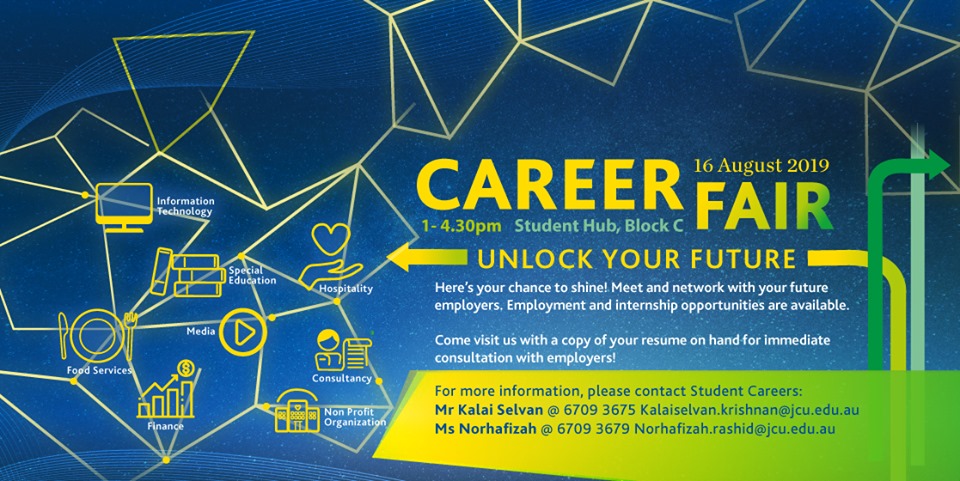 CAREER
16 August 2019
FAIR
1- 4.30pm Student Hub, Block C
UNLOCK YOUR FUTURE
Here's your chance to shine! Meet and network with your future
employers. Employment and internship opportunities are available.
Come visit us with a copy of your resume on hand for immediate
consultation with employers!
For more information, please contact Student Careers:
Mr Kalai Selvan @ 6709 3675 Kalaiselvan.krishnan@jcu.edu.au
Ms Norhafizah @ 6709 3679 Norhafizah.rashid@jcu.edu.au
Information
Technology
Special
Education
Hospitality
Media
Food Services
Consultancy
Finance
Non Profit
Organization